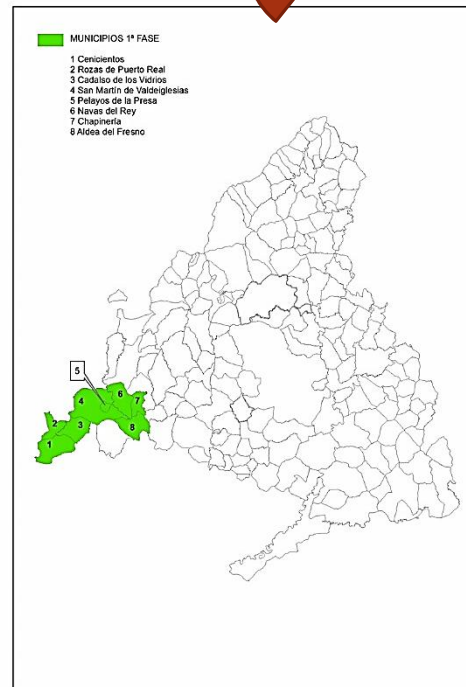 MUNICIPIOS 1ª FASE
1 Cenicientos
2 Rozas de Puerto Real
3 Cadalso de los Vidrios
4 San Martín de Valdeiglesias
5 Pelayos de la Presa
6 Navas del Rey
7 Chapinería
8 Aldea del Fresno
5
6
4
7
2
3
8
1